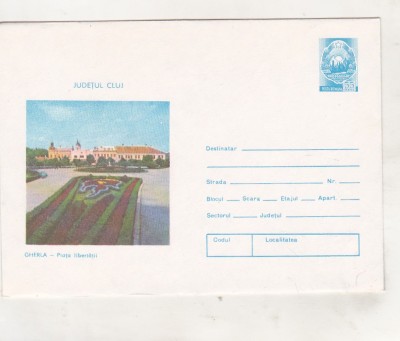 JUDEȚUL CLUJ
Destinatar
Strada Nr.
Blocul Scara Etajul Apart.
Sectorul Județul
Codul Localitatea
GHERLA - Piața libertății